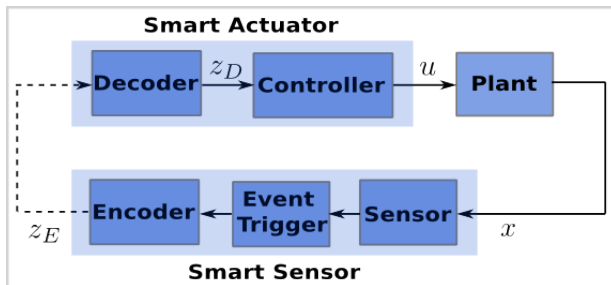 Smart Actuator
Decoder
z_D
Controller
u
Plant
Encoder
Event
Trigger
Sensor
z_E
x
Smart Sensor